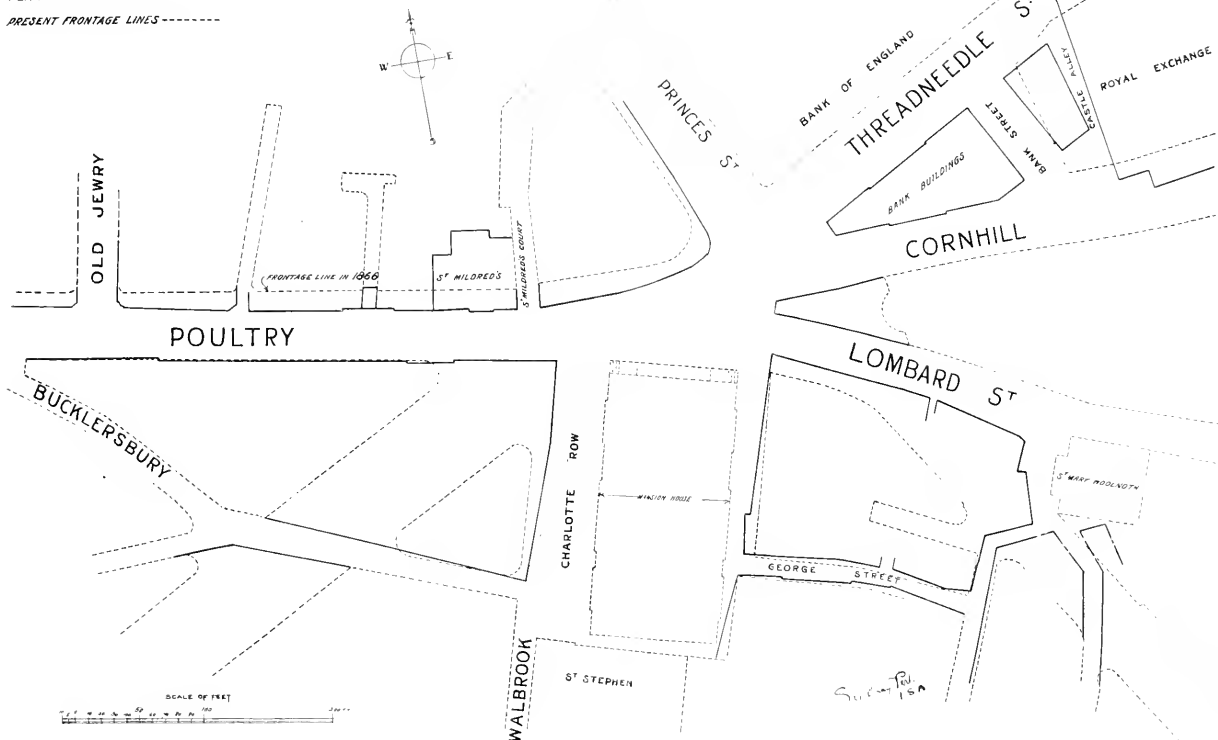 PRESENT FRONTAGE LINES
W
E
S
BANK OF ENGLAND
THREADNEEDLE ST
PRINCES ST
CASTLE ALLEY
ROYAL EXCHANGE
BANK STREET
BANK BUILDINGS
CORNHILL
OLD JEWRY
FRONTAGE LINE IN 1866
ST MILDRED'S
ST MILDRED'S COURT
POULTRY
LOMBARD ST
BUCKLERSBURY
CHARLOTTE ROW
MANSION HOUSE
ST MARY WOOLNOTH
GEORGE STREET
WALBROOK
ST STEPHEN
SCALE OF FEET
50
100